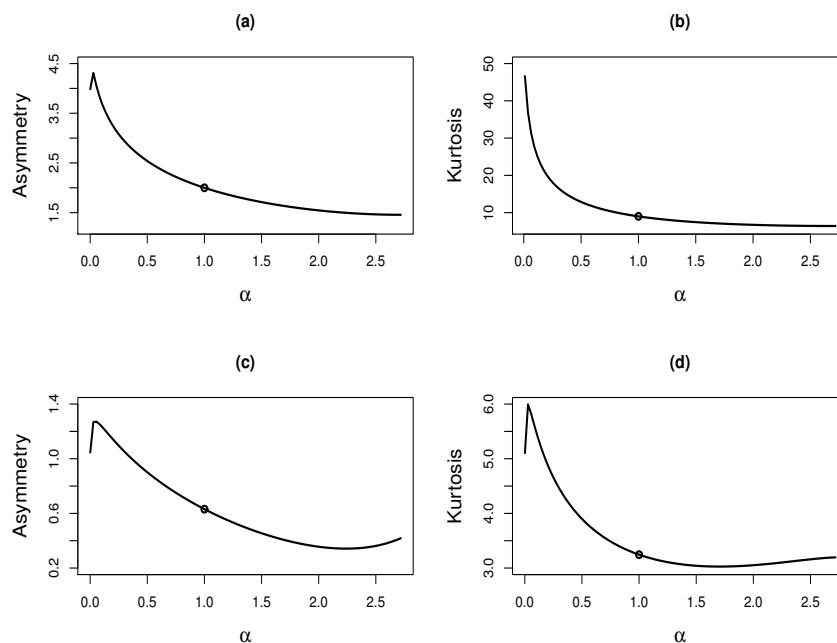 (a)
Asymmetry
4.5
3.5
2.5
1.5
0.0 0.5 1.0 1.5 2.0 2.5
α
(b)
Kurtosis
50
40
30
20
10
0.0 0.5 1.0 1.5 2.0 2.5
α
(c)
Asymmetry
1.4
1.0
0.6
0.2
0.0 0.5 1.0 1.5 2.0 2.5
α
(d)
Kurtosis
6.0
5.0
4.0
3.0
0.0 0.5 1.0 1.5 2.0 2.5
α